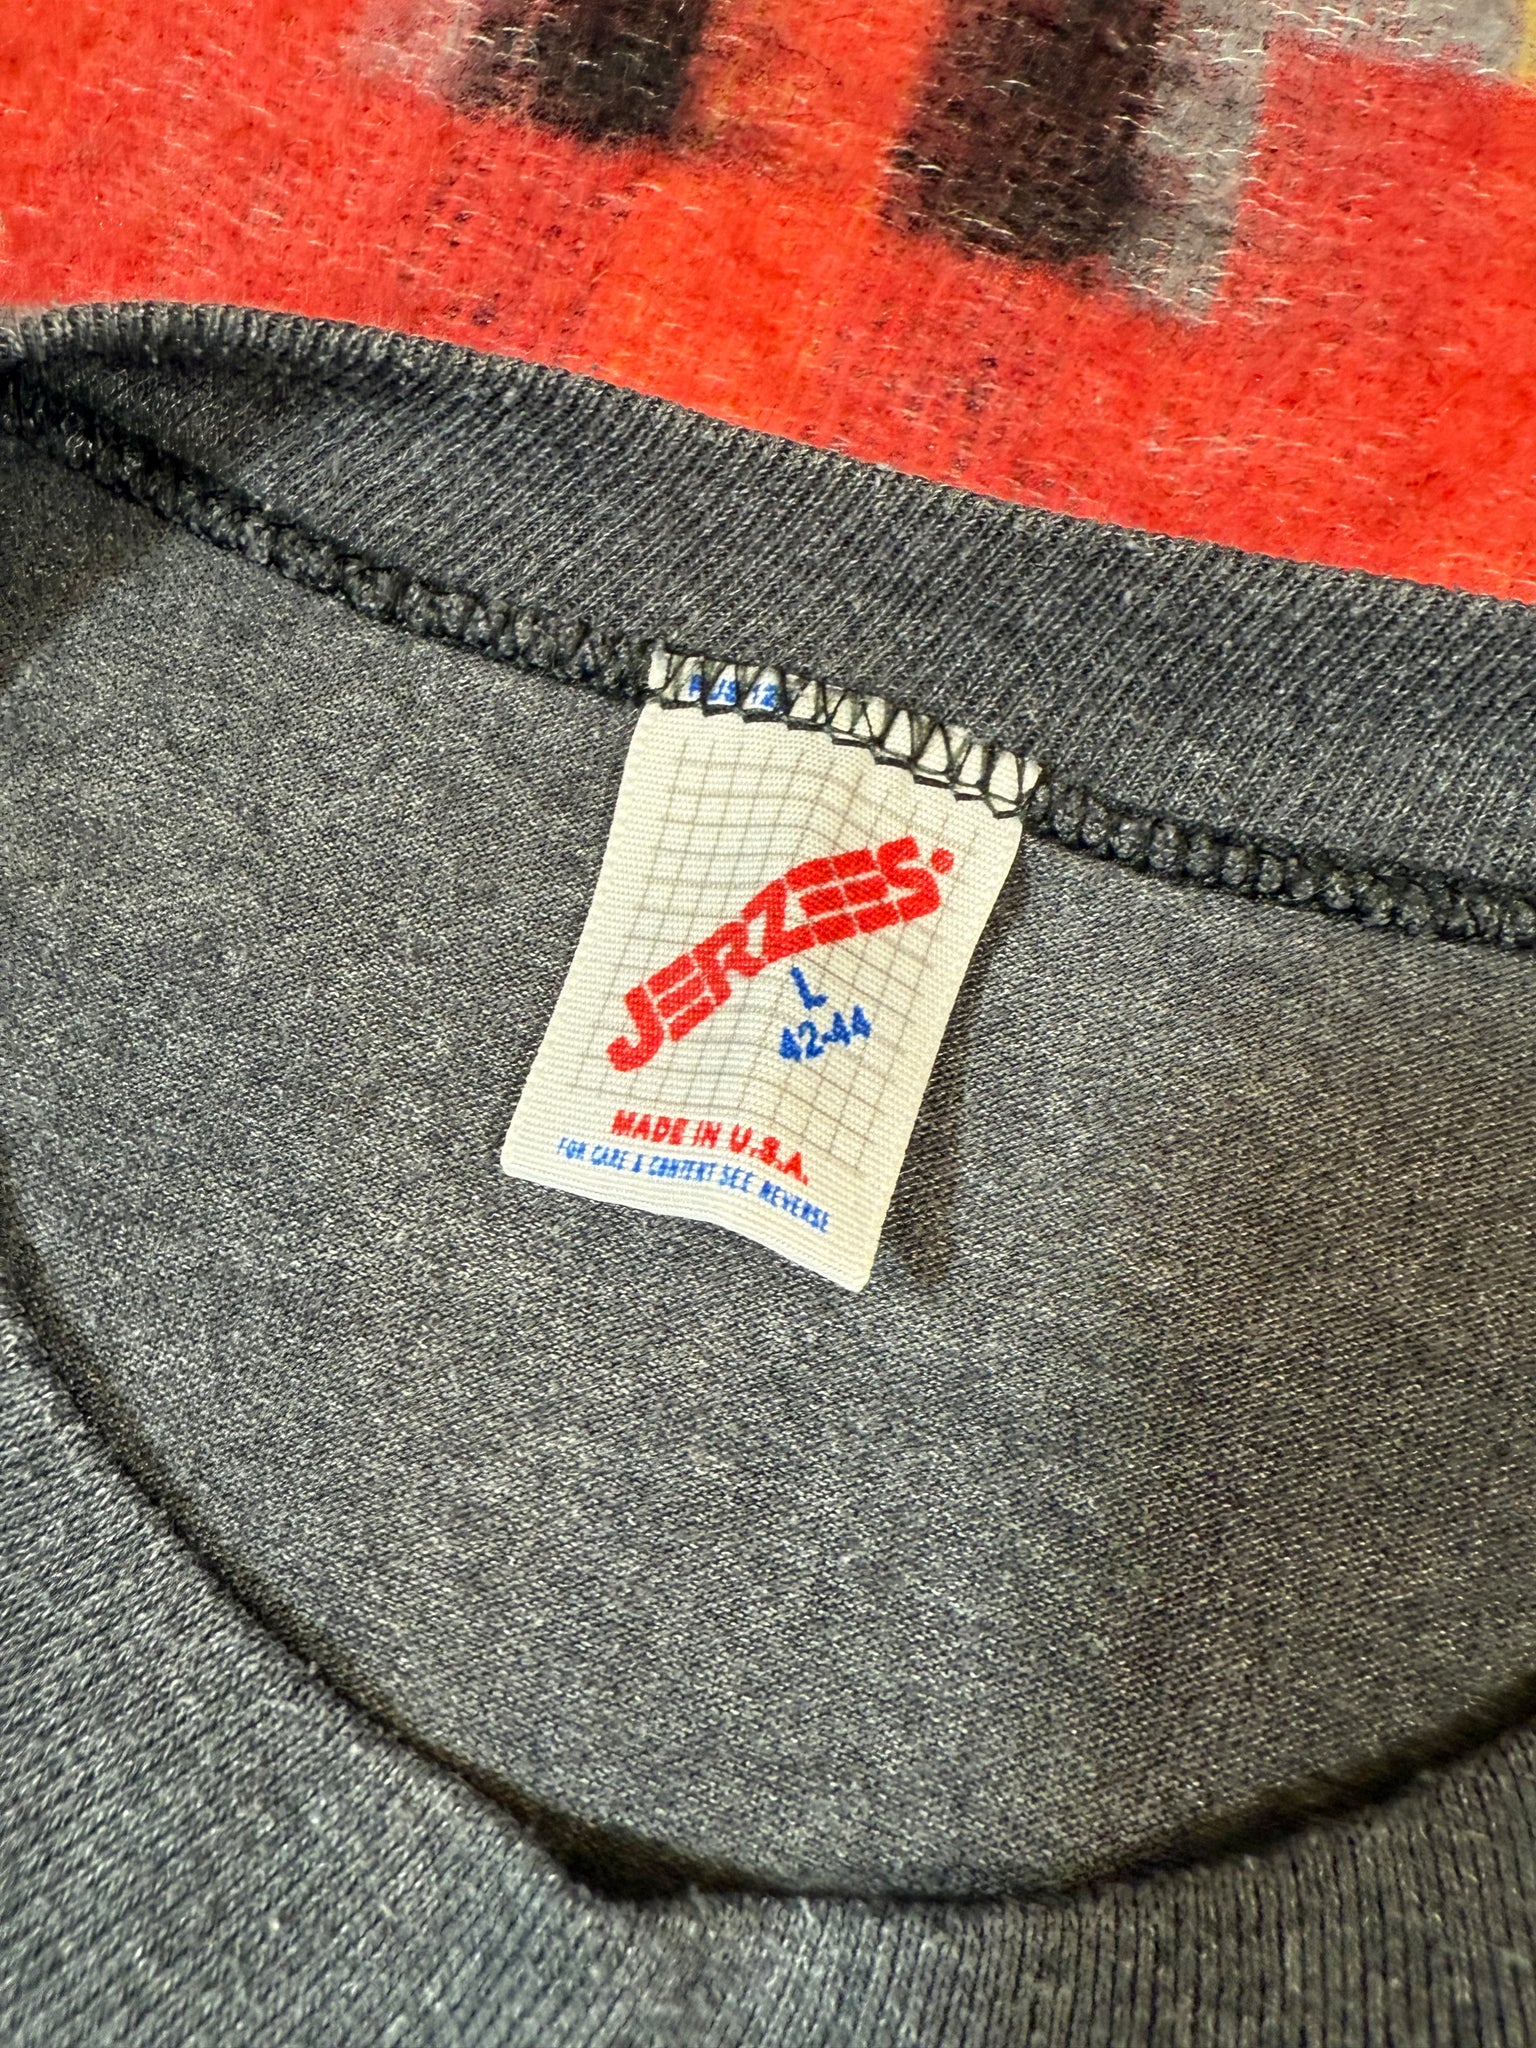 JERZEES
L
42-44
MADE IN U.S.A.
FOR CARE & CONTENT SEE REVERSE